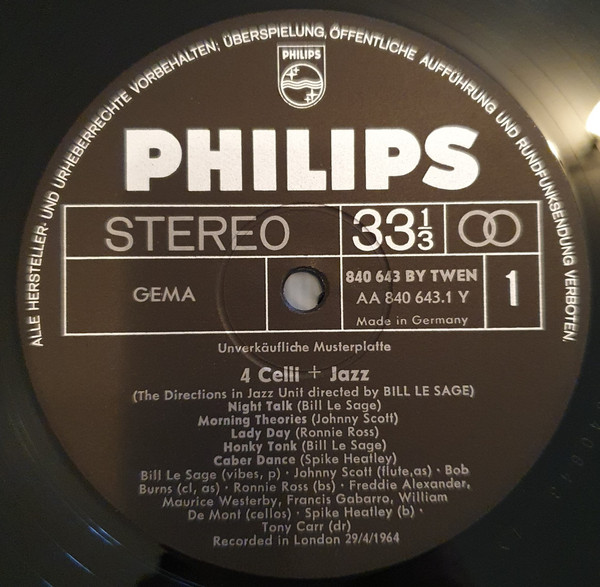 ALLE HERSTELLER- UND URHEBERRECHTE VORBEHALTEN; ÜBERSPIELUNG, ÖFFENTLICHE AUFFÜHRUNG UND RUNDFUNKSENDUNG VERBOTEN.
PHILIPS
PHILIPS
STEREO
33 1/3
GEMA
840 643 BY TWEN
AA 840 643.1 Y
Made in Germany
1
Unverkäufliche Musterplatte
4 Celli + Jazz
(The Directions in Jazz Unit directed by BILL LE SAGE)
Night Talk (Bill Le Sage)
Morning Theories (Johnny Scott)
Lady Day (Ronnie Ross)
Honky Tonk (Bill Le Sage)
Caber Dance (Spike Heatley)
Bill Le Sage (vibes, p) · Johnny Scott (flute,as) · Bob
Burns (cl, as) · Ronnie Ross (bs) · Freddie Alexander,
Maurice Westerby, Francis Gabarro, William
De Mont (cellos) · Spike Heatley (b) ·
Tony Carr (dr)
Recorded in London 29/4/1964